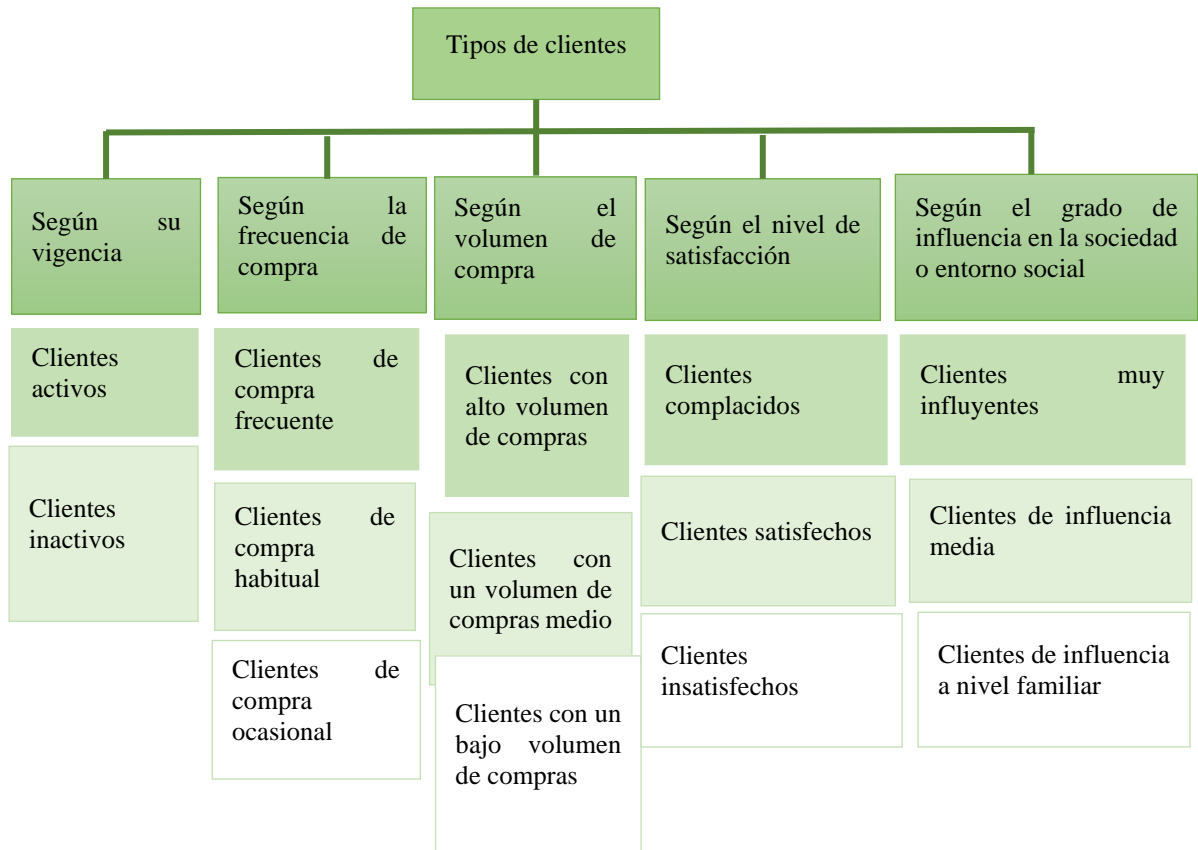 Tipos de clientes
Según su
vigencia
Clientes
activos
Clientes
inactivos
Según la
frecuencia de
compra
Clientes de
compra
frecuente
Clientes de
compra
habitual
Clientes de
compra
ocasional
Según el
volumen de
compra
Clientes con
alto volumen
de compras
Clientes con
un volumen de
compras medio
Clientes con un
bajo volumen
de compras
Según el nivel de
satisfacción
Clientes
complacidos
Clientes satisfechos
Clientes
insatisfechos
Según el grado de
influencia en la sociedad
o entorno social
Clientes muy
influyentes
Clientes de influencia
media
Clientes de influencia
a nivel familiar